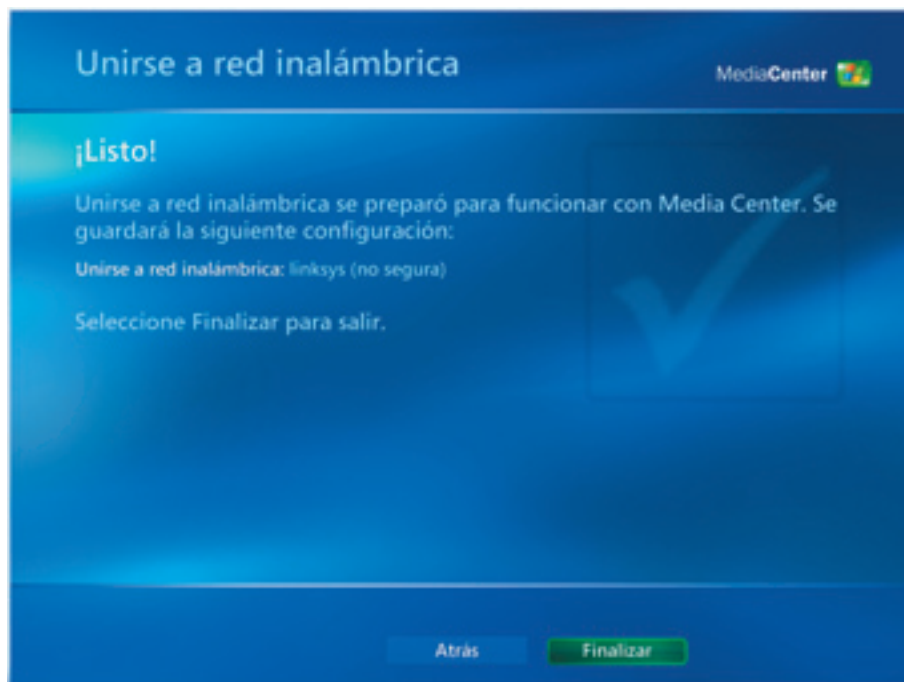 Unirse a red inalámbrica
MediaCenter
¡Listo!
Unirse a red inalámbrica se preparó para funcionar con Media Center. Se
guardará la siguiente configuración:
Unirse a red inalámbrica: linksys (no segura)
Seleccione Finalizar para salir.
Atrás
Finalizar